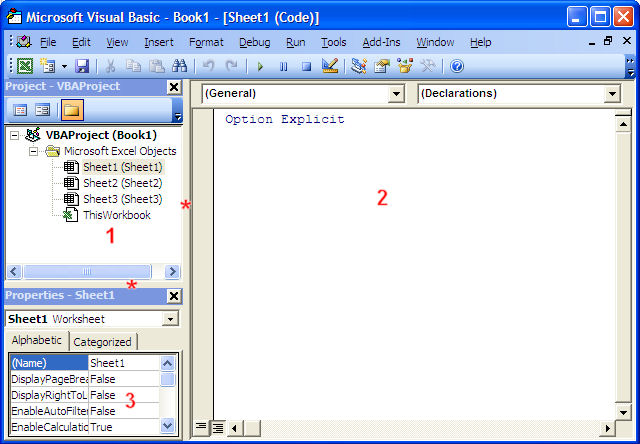 Microsoft Visual Basic - Book1 - [Sheet1 (Code)]
File Edit View Insert Format Debug Run Tools Add-Ins Window Help
Project - VBAProject
(General) (Declarations)
VBAProject (Book1)
Microsoft Excel Objects
Sheet1 (Sheet1)
Sheet2 (Sheet2)
Sheet3 (Sheet3)
ThisWorkbook
1
*
*
Option Explicit
2
Properties - Sheet1
Sheet1 Worksheet
Alphabetic Categorized
(Name) Sheet1
DisplayPageBrea False
DisplayRightToL False
EnableAutoFilte False
EnableCalculatic True
3